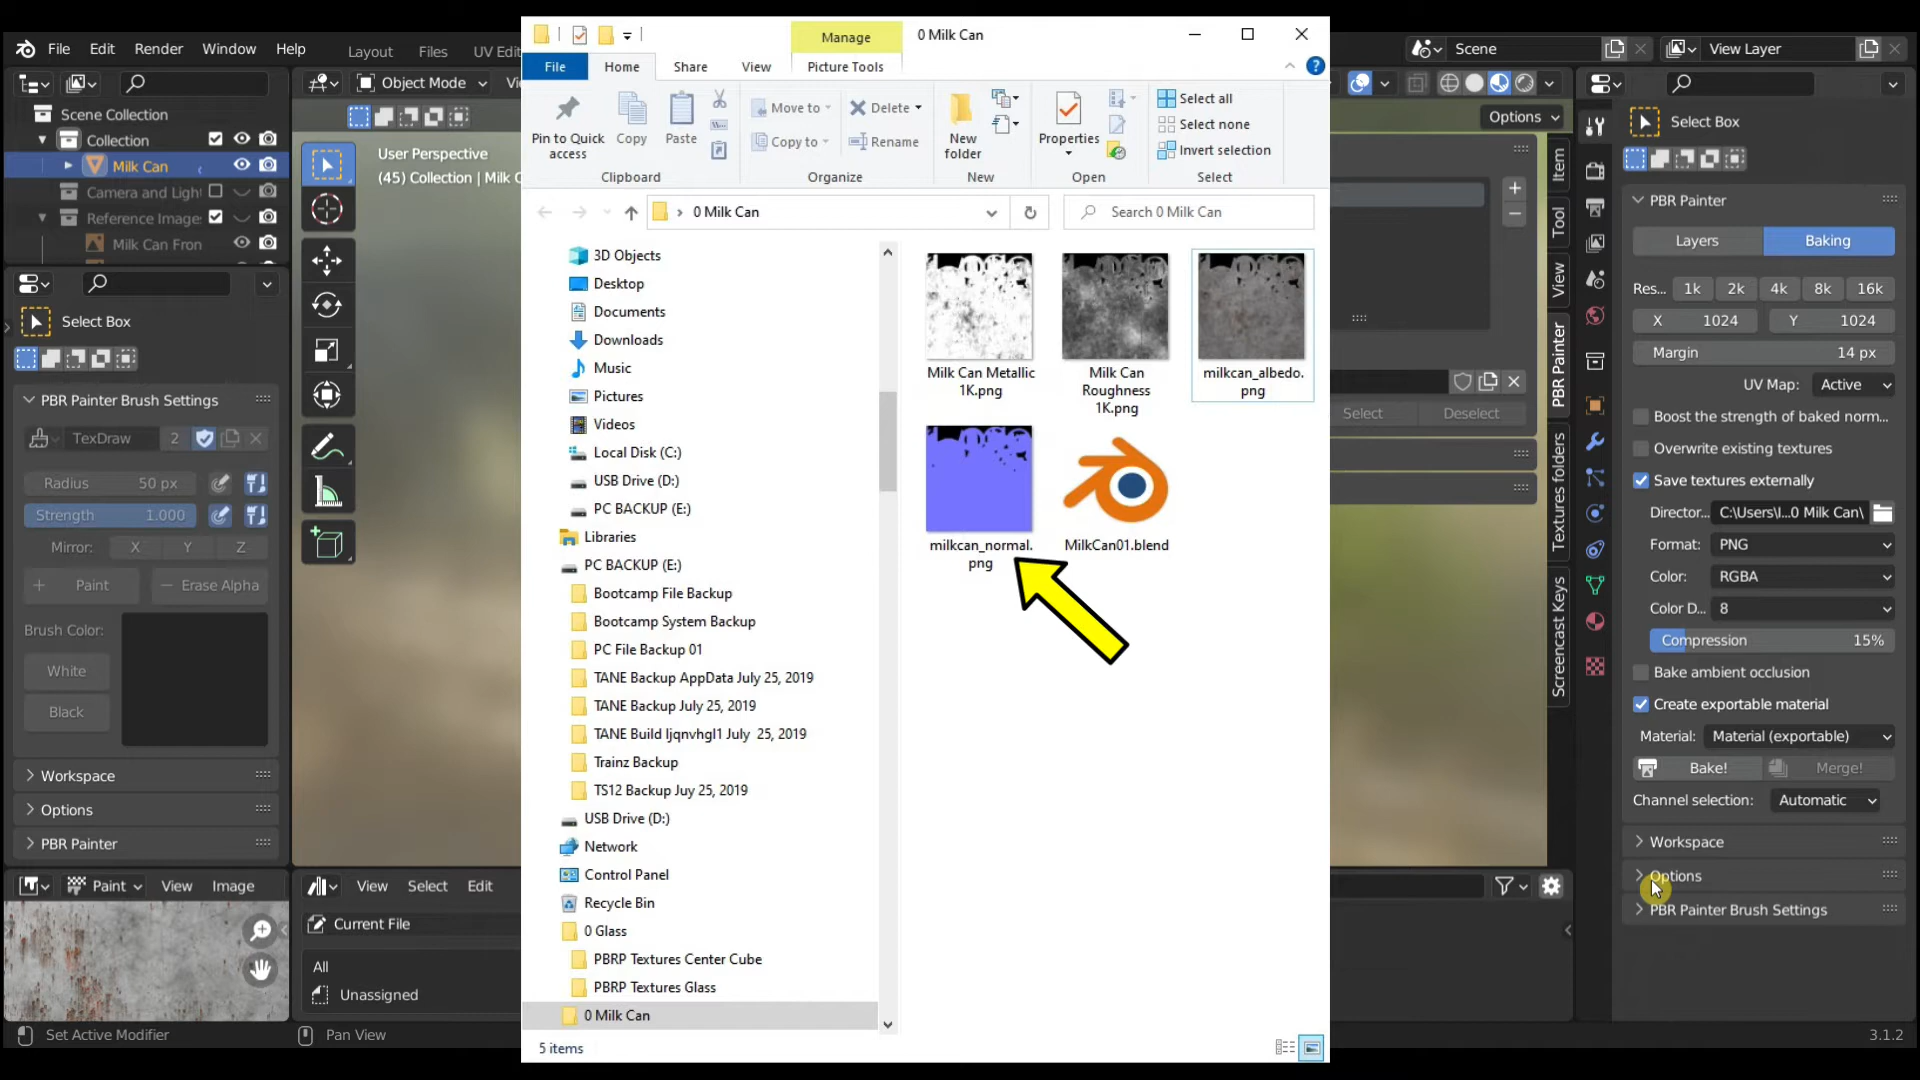 File Edit Render Window Help Layout Files UV Edit
Scene
View Layer
Object Mode
Scene Collection
Collection
Milk Can
Camera and Light
Reference Image
Milk Can Fron
User Perspective
(45) Collection | Milk C
Select Box
PBR Painter Brush Settings
TexDraw 2
Radius 50 px
Strength 1.000
Mirror: X Y Z
Paint
Erase Alpha
Brush Color:
White
Black
Workspace
Options
PBR Painter
Paint View Image
Set Active Modifier
Pan View
View Select Edit
Current File
All
Unassigned
Manage
0 Milk Can
File Home Share View Picture Tools
Pin to Quick access
Copy
Paste
Clipboard
Move to
Copy to
Delete
Rename
Organize
New folder
New
Properties
Open
Select all
Select none
Invert selection
Select
0 Milk Can
Search 0 Milk Can
3D Objects
Desktop
Documents
Downloads
Music
Pictures
Videos
Local Disk (C:)
USB Drive (D:)
PC BACKUP (E:)
Libraries
PC BACKUP (E:)
Bootcamp File Backup
Bootcamp System Backup
PC File Backup 01
TANE Backup AppData July 25, 2019
TANE Backup July 25, 2019
TANE Build ljqnvhgl1 July 25, 2019
Trainz Backup
TS12 Backup Juy 25, 2019
USB Drive (D:)
Network
Control Panel
Recycle Bin
0 Glass
PBRP Textures Center Cube
PBRP Textures Glass
0 Milk Can
5 items
Milk Can Metallic
1K.png
Milk Can
Roughness
1K.png
milkcan_albedo.
png
milkcan_normal.
png
MilkCan01.blend
Options
Select
Deselect
Item
Tool
View
PBR Painter
Textures folders
Screencast Keys
Select Box
PBR Painter
Layers
Baking
Res... 1k 2k 4k 8k 16k
X 1024 Y 1024
Margin 14 px
UV Map: Active
Boost the strength of baked norm...
Overwrite existing textures
Save textures externally
Director... C:\Users\I...0 Milk Can\
Format: PNG
Color: RGBA
Color D... 8
Compression 15%
Bake ambient occlusion
Create exportable material
Material: Material (exportable)
Bake!
Merge!
Channel selection: Automatic
Workspace
Options
PBR Painter Brush Settings
3.1.2